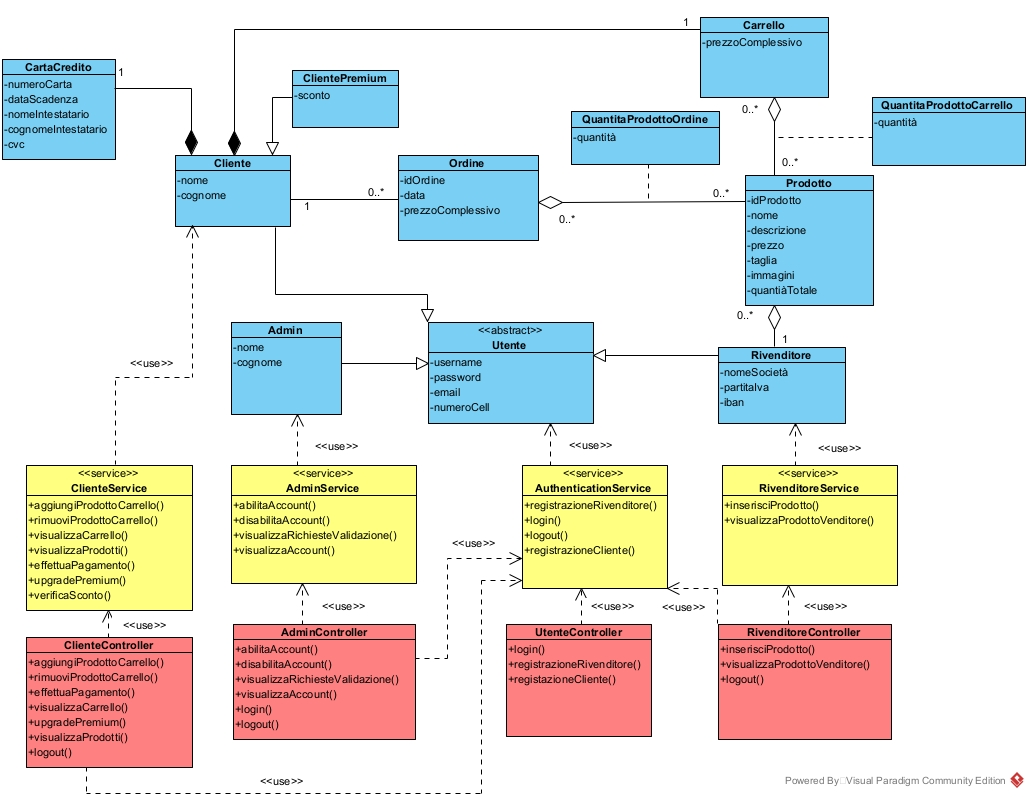 Carrello
-prezzoComplessivo
1
CartaCredito
-numeroCarta
-dataScadenza
-nomeIntestatario
-cognomeIntestatario
-cvc
1
ClientePremium
-sconto
QuantitaProdottoOrdine
-quantità
0..*
0..*
QuantitaProdottoCarrello
-quantità
Cliente
-nome
-cognome
1
0..*
Ordine
-idOrdine
-data
-prezzoComplessivo
0..*
0..*
Prodotto
-idProdotto
-nome
-descrizione
-prezzo
-taglia
-immagini
-quantiàTotale
0..*
1
Admin
-nome
-cognome
<<abstract>>
Utente
-username
-password
-email
-numeroCell
Rivenditore
-nomeSocietà
-partitaIva
-iban
<<use>>
<<use>>
<<use>>
<<use>>
<<service>>
ClienteService
+aggiungiProdottoCarrello()
+rimuoviProdottoCarrello()
+visualizzaCarrello()
+visualizzaProdotti()
+effettuaPagamento()
+upgradePremium()
+verificaSconto()
<<service>>
AdminService
+abilitaAccount()
+disabilitaAccount()
+visualizzaRichiesteValidazione()
+visualizzaAccount()
<<service>>
AuthenticationService
+registrazioneRivenditore()
+login()
+logout()
+registrazioneCliente()
<<service>>
RivenditoreService
+inserisciProdotto()
+visualizzaProdottoVenditore()
<<use>>
<<use>>
<<use>>
<<use>>
<<use>>
<<use>>
ClienteController
+aggiungiProdottoCarrello()
+rimuoviProdottoCarrello()
+effettuaPagamento()
+visualizzaCarrello()
+upgradePremium()
+visualizzaProdotti()
+logout()
AdminController
+abilitaAccount()
+disabilitaAccount()
+visualizzaRichiesteValidazione()
+visualizzaAccount()
+login()
+logout()
UtenteController
+login()
+registrazioneRivenditore()
+registazioneCliente()
RivenditoreController
+inserisciProdotto()
+visualizzaProdottoVenditore()
+logout()
<<use>>
Powered By Visual Paradigm Community Edition